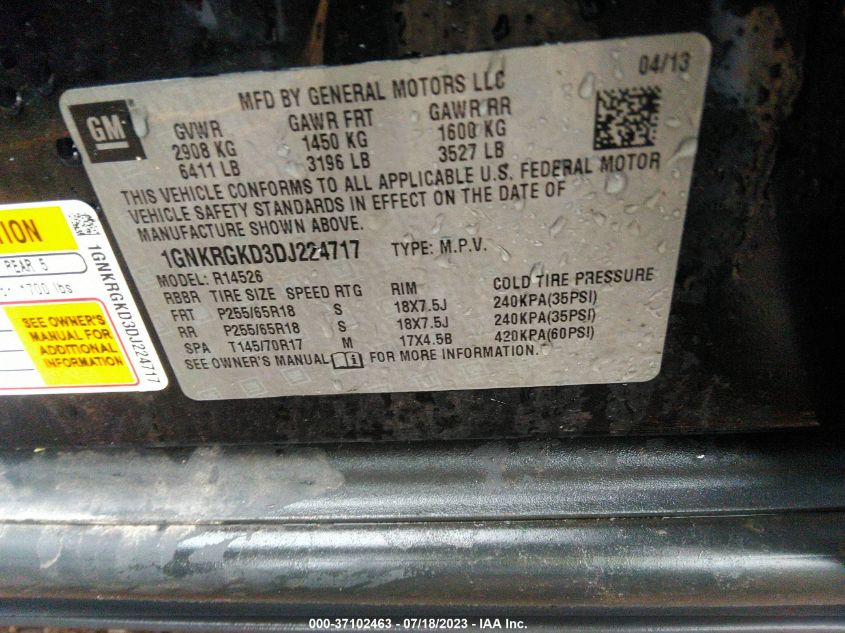 MFD BY GENERAL MOTORS LLC
04/13
GM
GVWR GAWR FRT GAWR RR
2908 KG 1450 KG 1600 KG
6411 LB 3196 LB 3527 LB
THIS VEHICLE CONFORMS TO ALL APPLICABLE U.S. FEDERAL MOTOR
VEHICLE SAFETY STANDARDS IN EFFECT ON THE DATE OF
MANUFACTURE SHOWN ABOVE.
1GNKRGKD3DJ224717 TYPE: M.P.V.
MODEL: R14526
RBBR TIRE SIZE SPEED RTG RIM COLD TIRE PRESSURE
FRT P255/65R18 S 18X7.5J 240KPA(35PSI)
RR P255/65R18 S 18X7.5J 240KPA(35PSI)
SPA T145/70R17 M 17X4.5B 420KPA(60PSI)
SEE OWNER'S MANUAL FOR MORE INFORMATION.
TION
REAR 5
1700 lbs
SEE OWNER'S
MANUAL FOR
ADDITIONAL
INFORMATION
1GNKRGKD3DJ224717
000-37102463 - 07/18/2023 - IAA Inc.